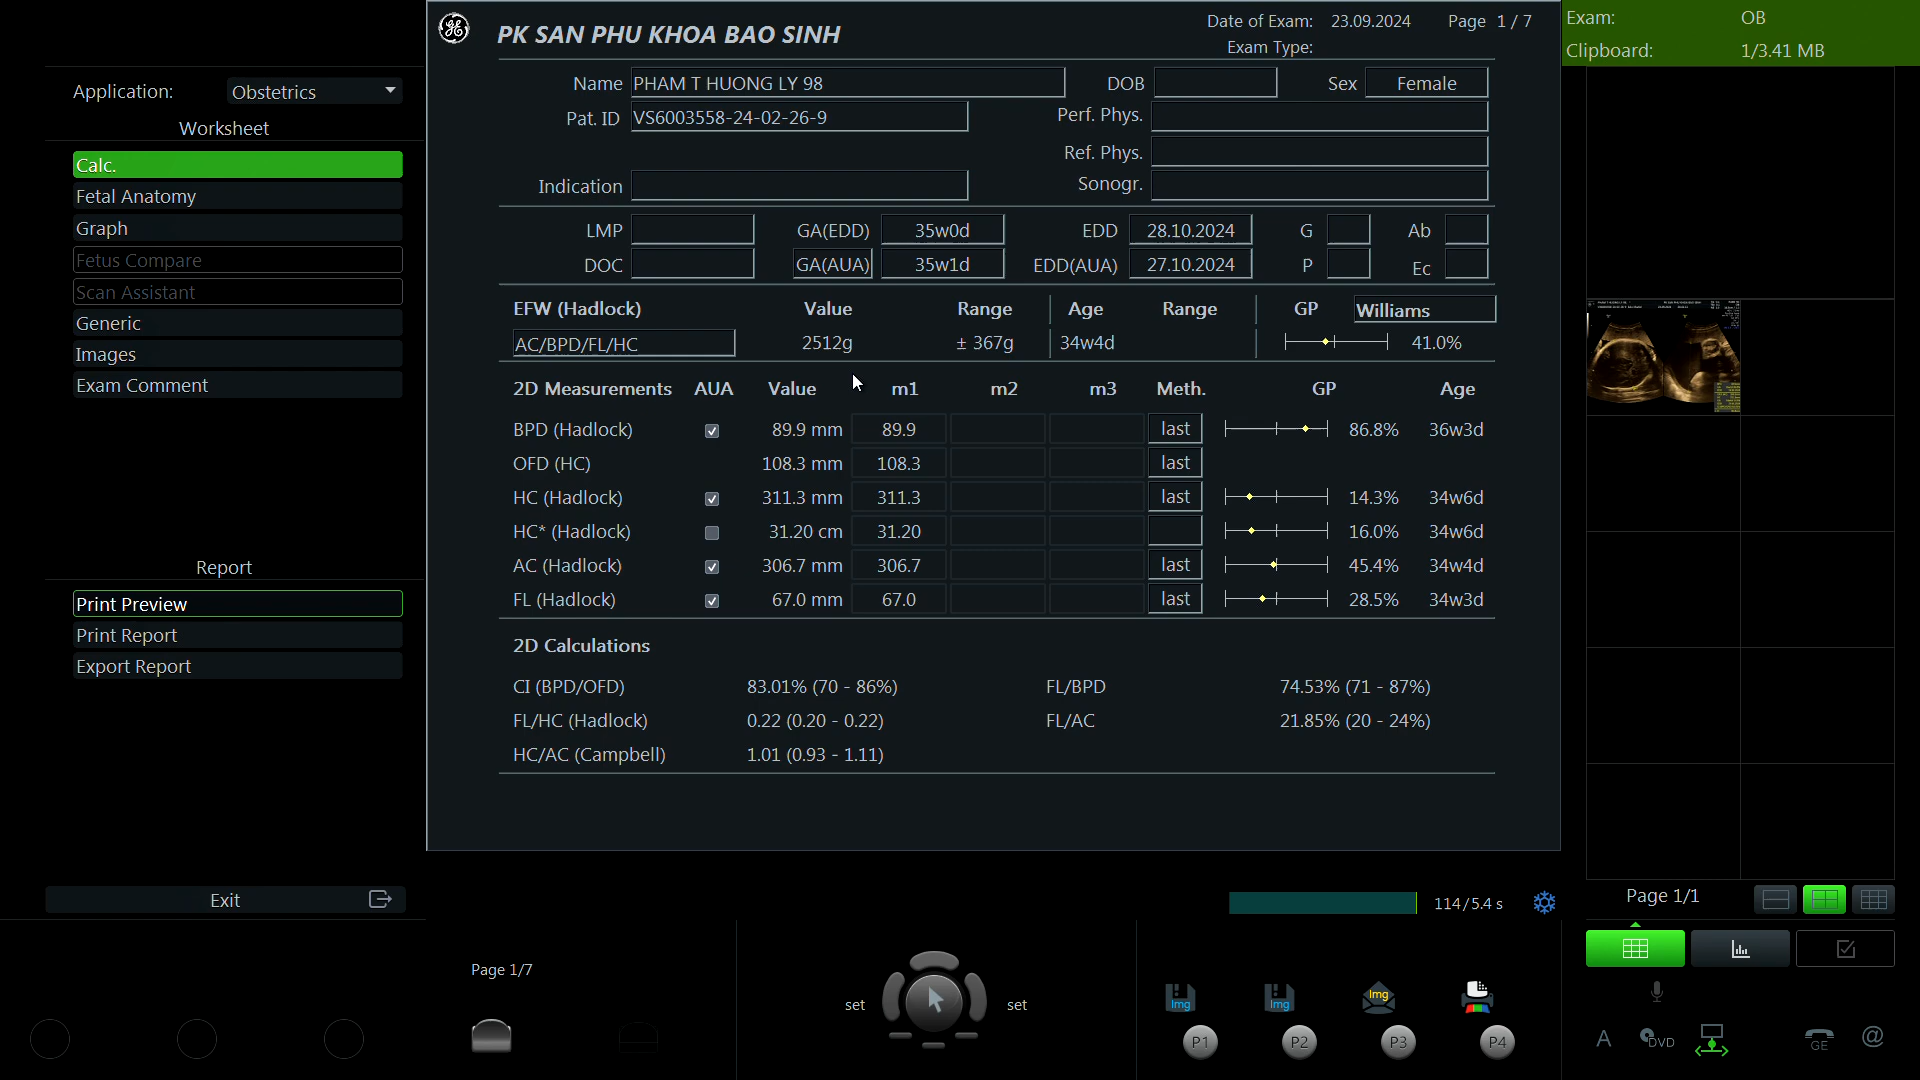 PK SAN PHU KHOA BAO SINH
Date of Exam: 23.09.2024 Page 1 / 7
Exam Type:
Exam: OB
Clipboard: 1/3.41 MB
Application: Obstetrics
Worksheet
Calc.
Fetal Anatomy
Graph
Fetus Compare
Scan Assistant
Generic
Images
Exam Comment
Report
Print Preview
Print Report
Export Report
Exit
Name PHAM T HUONG LY 98 DOB Sex Female
Pat. ID VS6003558-24-02-26-9 Perf. Phys.
Ref. Phys.
Indication Sonogr.
LMP GA(EDD) 35w0d EDD 28.10.2024 G Ab
DOC GA(AUA) 35w1d EDD(AUA) 27.10.2024 P Ec
EFW (Hadlock) Value Range Age Range GP Williams
AC/BPD/FL/HC 2512g ± 367g 34w4d 41.0%
2D Measurements AUA Value m1 m2 m3 Meth. GP Age
BPD (Hadlock) 89.9 mm 89.9 last 86.8% 36w3d
OFD (HC) 108.3 mm 108.3 last
HC (Hadlock) 311.3 mm 311.3 last 14.3% 34w6d
HC* (Hadlock) 31.20 cm 31.20 16.0% 34w6d
AC (Hadlock) 306.7 mm 306.7 last 45.4% 34w4d
FL (Hadlock) 67.0 mm 67.0 last 28.5% 34w3d
2D Calculations
CI (BPD/OFD) 83.01% (70 - 86%) FL/BPD 74.53% (71 - 87%)
FL/HC (Hadlock) 0.22 (0.20 - 0.22) FL/AC 21.85% (20 - 24%)
HC/AC (Campbell) 1.01 (0.93 - 1.11)
114/5.4 s
Page 1/1
Page 1/7
set set
Img Img Img
P1 P2 P3 P4
A DVD GE @